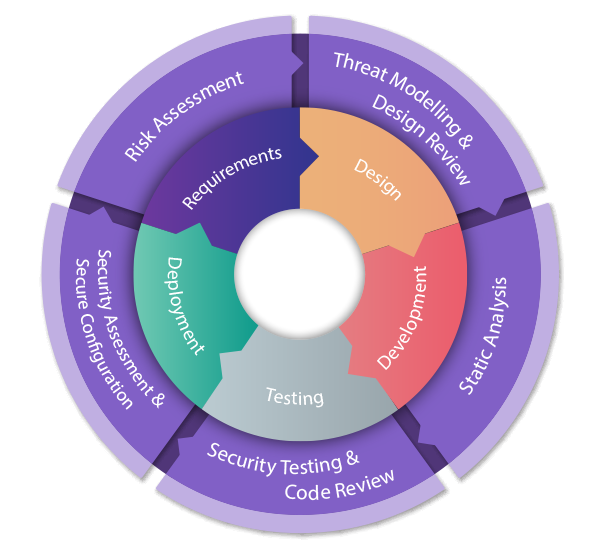 Risk Assessment
Threat Modelling &
Design Review
Requirements
Design
Security Assessment &
Secure Configuration
Deployment
Development
Static Analysis
Testing
Security Testing &
Code Review